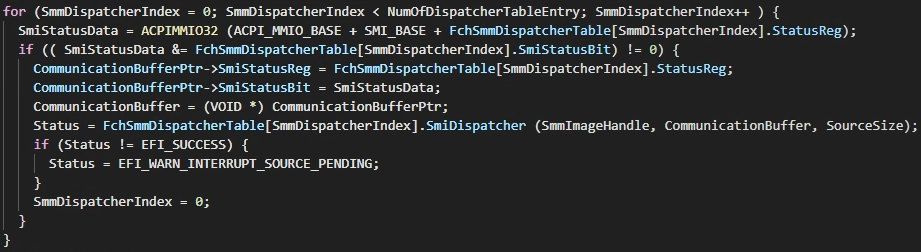 for (SmmDispatcherIndex = 0; SmmDispatcherIndex < NumOfDispatcherTableEntry; SmmDispatcherIndex++ ) {
  SmiStatusData = ACPIMMIO32 (ACPI_MMIO_BASE + SMI_BASE + FchSmmDispatcherTable[SmmDispatcherIndex].StatusReg);
  if (( SmiStatusData &= FchSmmDispatcherTable[SmmDispatcherIndex].SmiStatusBit) != 0) {
    CommunicationBufferPtr->SmiStatusReg = FchSmmDispatcherTable[SmmDispatcherIndex].StatusReg;
    CommunicationBufferPtr->SmiStatusBit = SmiStatusData;
    CommunicationBuffer = (VOID *) CommunicationBufferPtr;
    Status = FchSmmDispatcherTable[SmmDispatcherIndex].SmiDispatcher (SmmImageHandle, CommunicationBuffer, SourceSize);
    if (Status != EFI_SUCCESS) {
      Status = EFI_WARN_INTERRUPT_SOURCE_PENDING;
    }
    SmmDispatcherIndex = 0;
  }
}